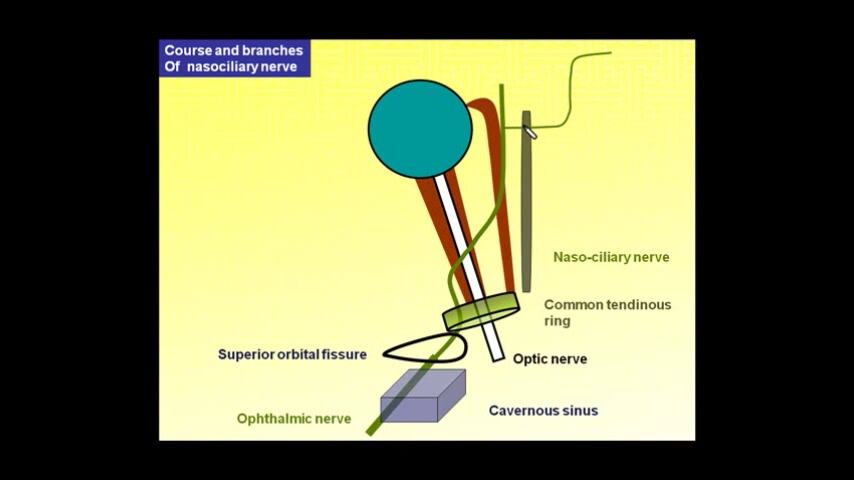 Course and branches
Of nasociliary nerve
Naso-ciliary nerve
Common tendinous
ring
Superior orbital fissure
Optic nerve
Ophthalmic nerve
Cavernous sinus